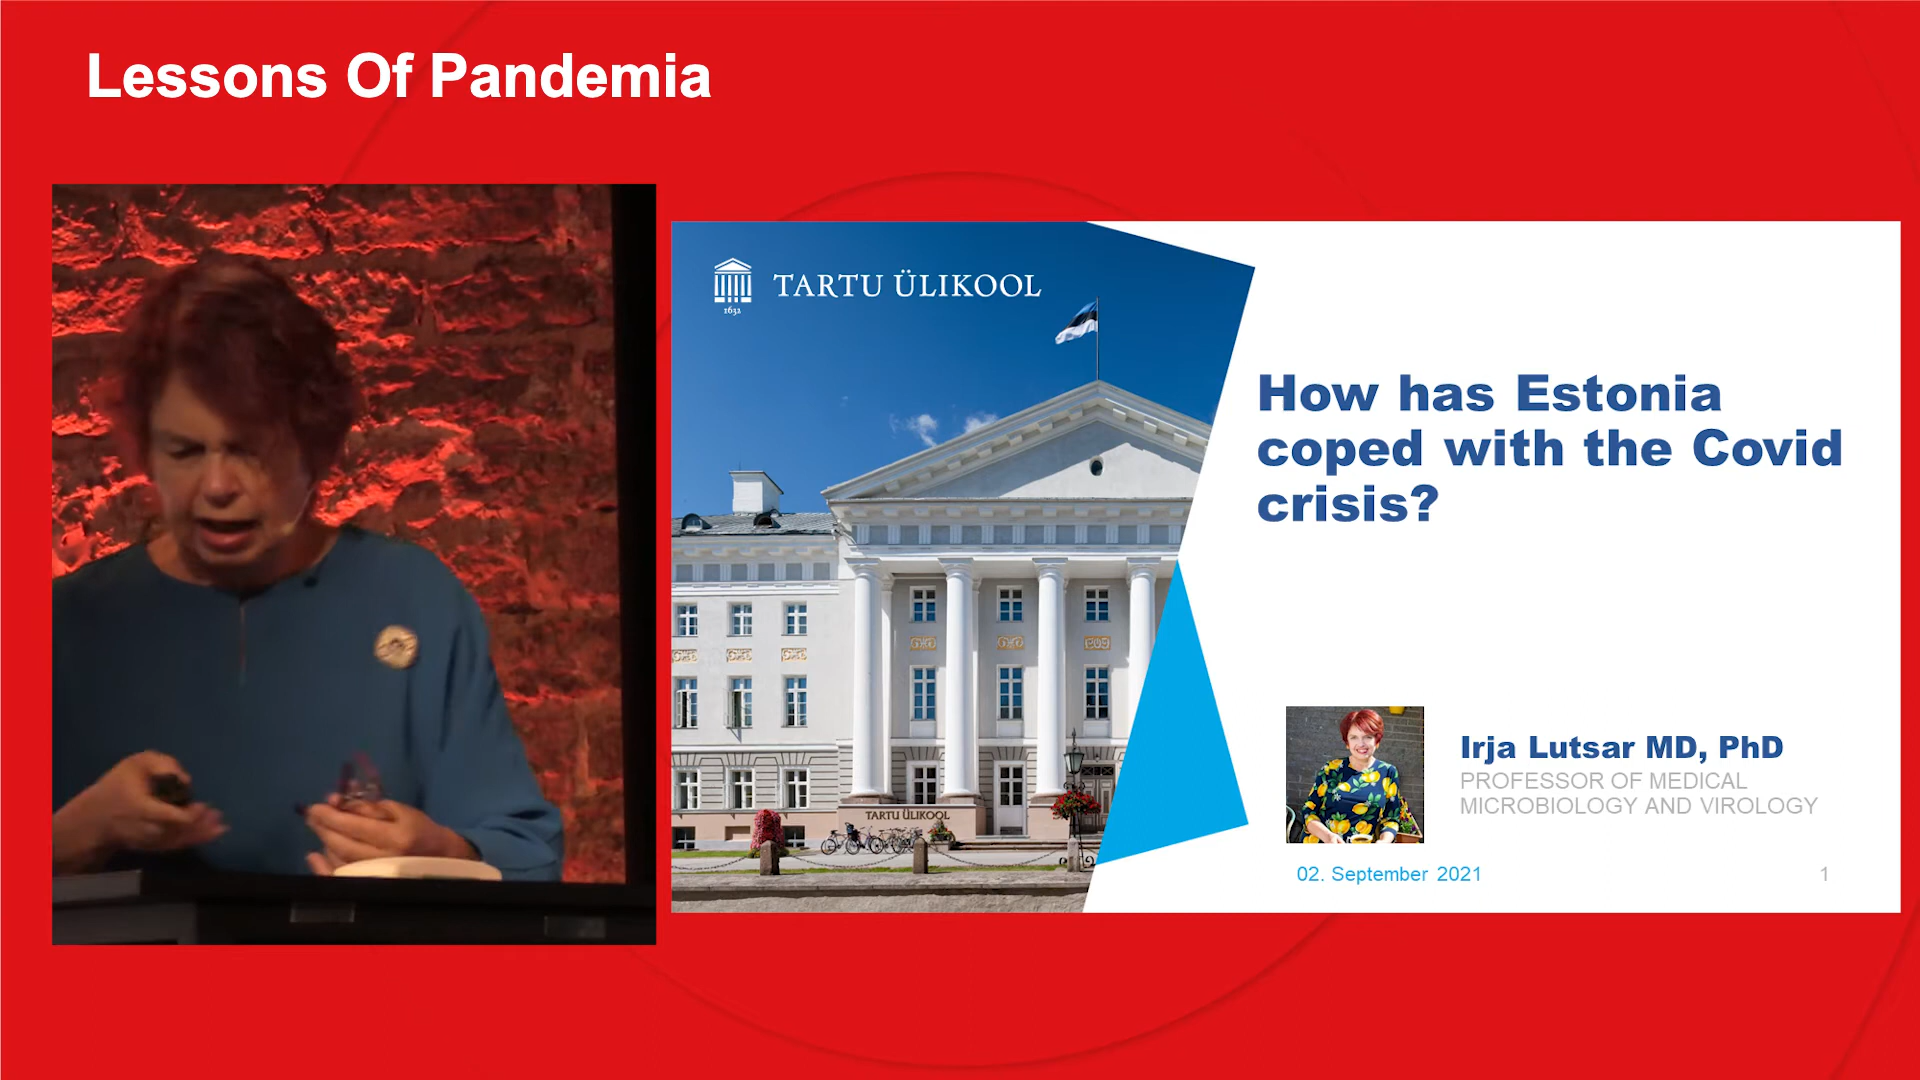 Lessons Of Pandemia
TARTU ÜLIKOOL
1632
How has Estonia
coped with the Covid
crisis?
TARTU ÜLIKOOL
Irja Lutsar MD, PhD
PROFESSOR OF MEDICAL
MICROBIOLOGY AND VIROLOGY
02. September 2021
1